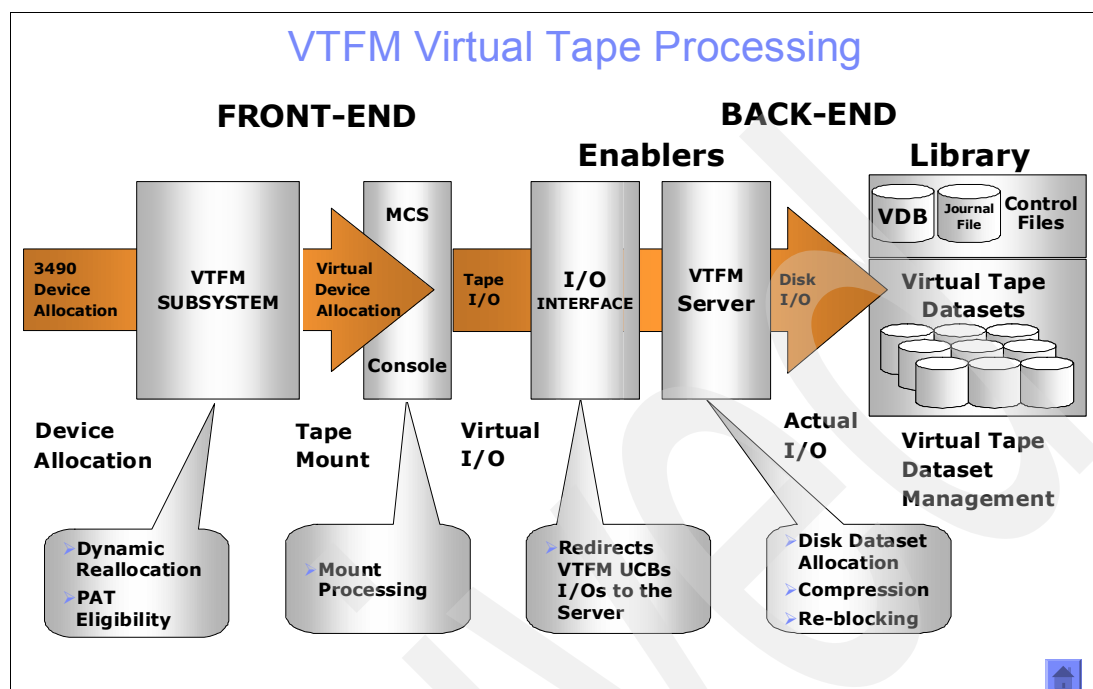 VTFM Virtual Tape Processing
FRONT-END
BACK-END
Enablers
Library
3490
Device
Allocation
VTFM
SUBSYSTEM
Virtual
Device
Allocation
MCS
Console
Tape
I/O
I/O
INTERFACE
VTFM
Server
Disk
I/O
VDB
Journal
File
Control
Files
Virtual Tape
Datasets
Device
Allocation
Tape
Mount
Virtual
I/O
Actual
I/O
Virtual Tape
Dataset
Management
➢Dynamic
Reallocation
➢PAT
Eligibility
➢Mount
Processing
➢Redirects
VTFM UCBs
I/Os to the
Server
➢Disk Dataset
Allocation
➢Compression
➢Re-blocking